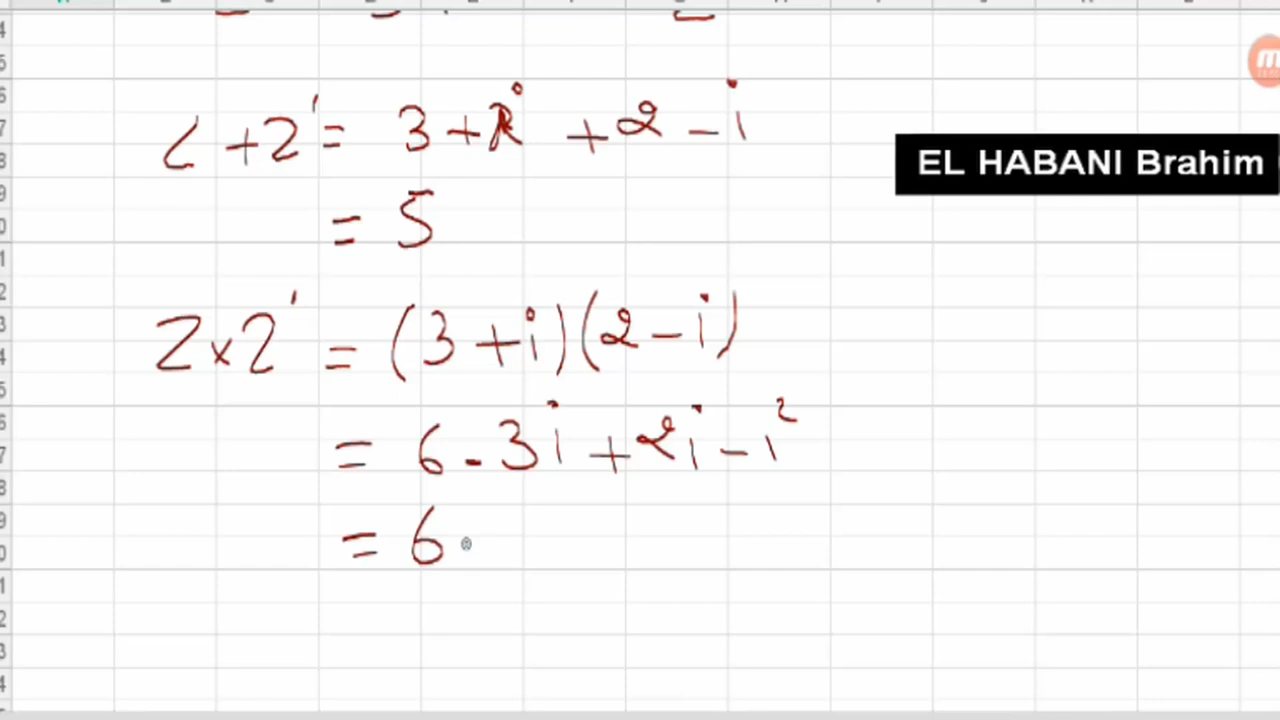 Z + Z' = 3 + i + 2 - i
EL HABANI Brahim
= 5
Z × Z' = (3 + i)(2 - i)
= 6 - 3i + 2i - i²
= 6